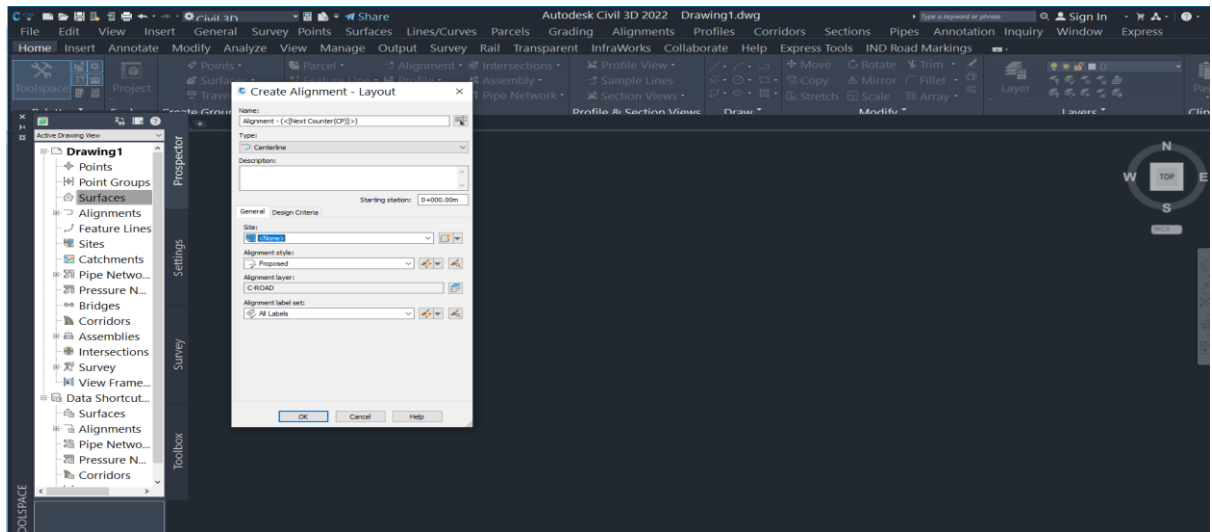 Civil 3D Share Autodesk Civil 3D 2022 Drawing1.dwg Type a keyword or phrase Sign In
File Edit View Insert General Survey Points Surfaces Lines/Curves Parcels Grading Alignments Profiles Corridors Sections Pipes Annotation Inquiry Window Express
Home Insert Annotate Modify Analyze View Manage Output Survey Rail Transparent InfraWorks Collaborate Help Express Tools IND Road Markings
Points Parcel Alignment Intersections Profile View Move Rotate Trim
Toolspace Project Surfaces Feature Line Profile Assembly Sample Lines Copy Mirror Fillet Layer
Pipe Network Section Views Stretch Scale Array
Profile & Section Views Draw Modify Layers
Create Alignment - Layout
Name:
Alignment - (<[Next Counter(CP)]>)
Type:
Centerline
Description:
Starting station: 0+000.00m
General Design Criteria
Site:
<None>
Alignment style:
Proposed
Alignment layer:
C-ROAD
Alignment label set:
All Labels
OK Cancel Help
Active Drawing View
Drawing1
Points
Point Groups
Surfaces
Alignments
Feature Lines
Sites
Catchments
Pipe Netwo...
Pressure N...
Bridges
Corridors
Assemblies
Intersections
Survey
View Frame...
Data Shortcut...
Surfaces
Alignments
Pipe Netwo...
Pressure N...
Corridors
Prospector
Settings
Survey
Toolbox
N
W TOP E
S
WCS